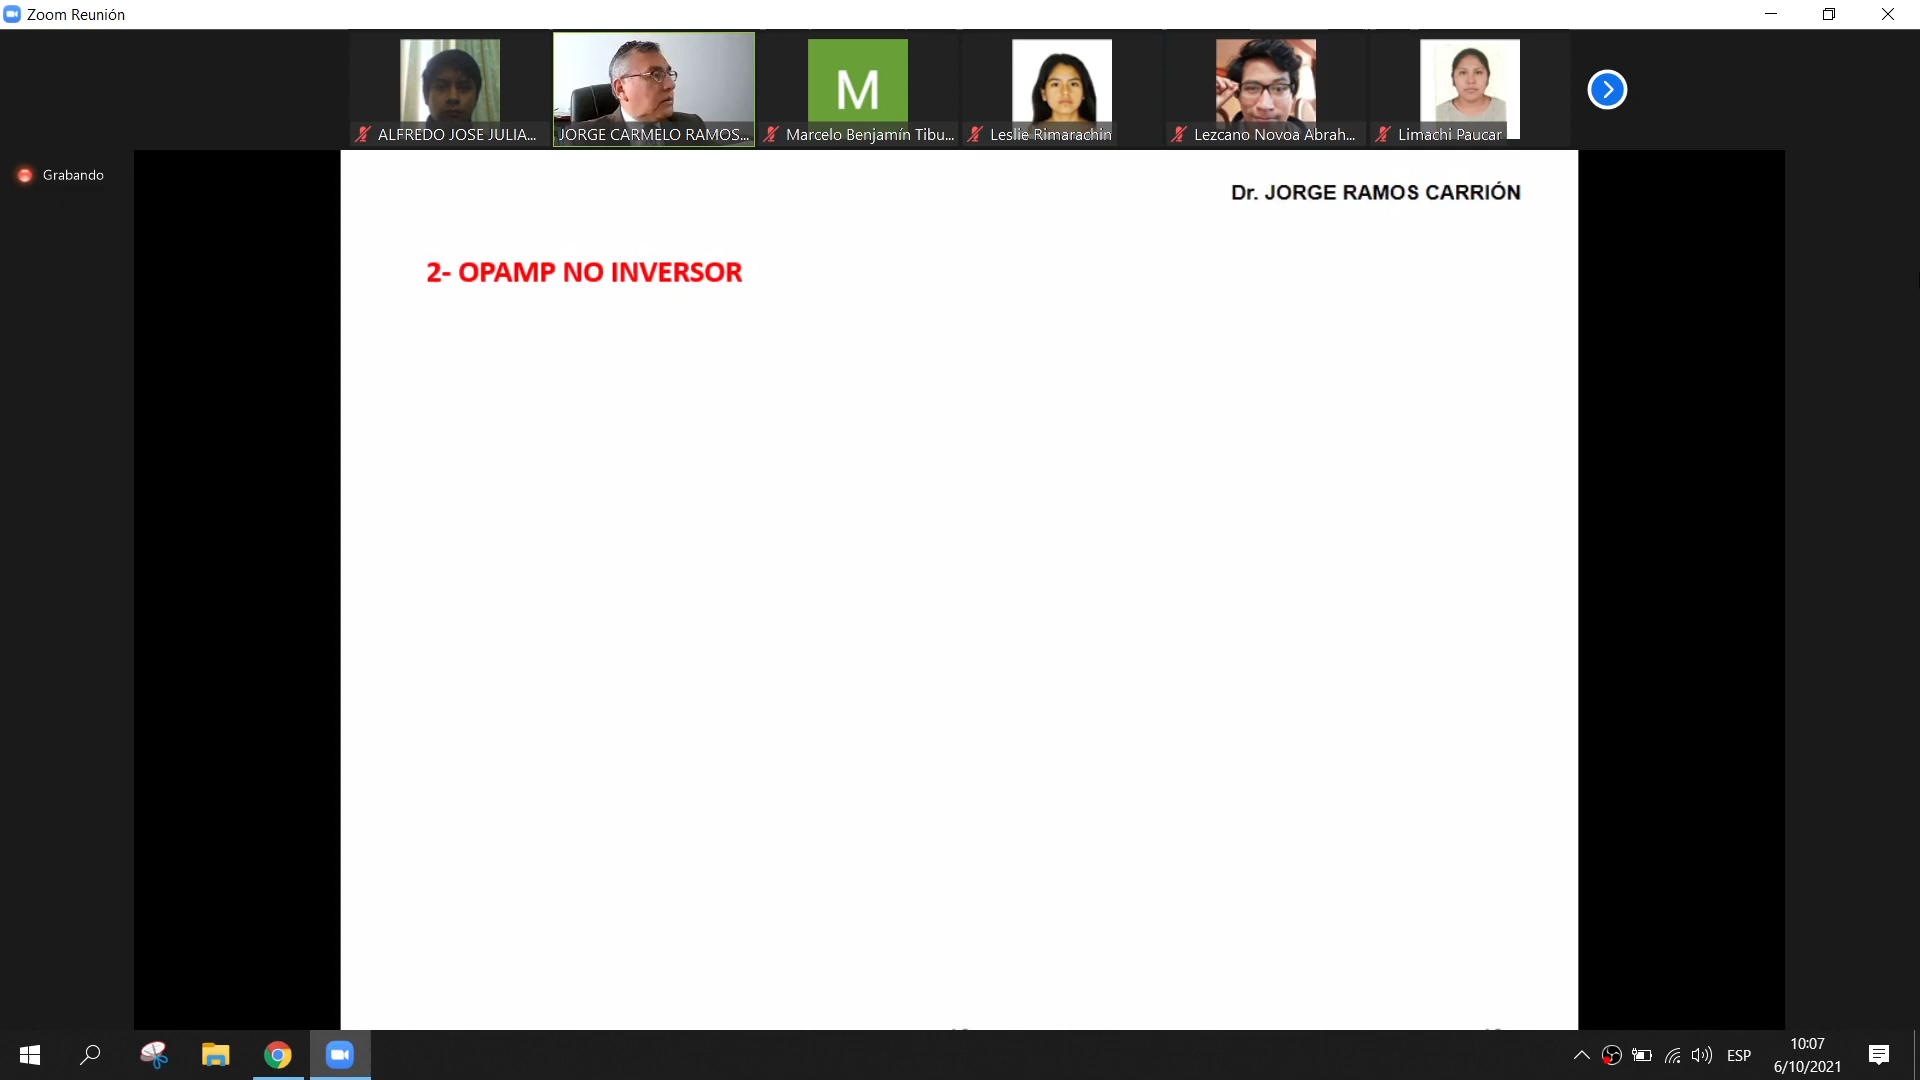 Zoom Reunión
M
ALFREDO JOSE JULIA...
JORGE CARMELO RAMOS...
Marcelo Benjamín Tibu...
Leslie Rimarachin
Lezcano Novoa Abrah...
Limachi Paucar
Grabando
Dr. JORGE RAMOS CARRIÓN
2- OPAMP NO INVERSOR
ESP
10:07
6/10/2021